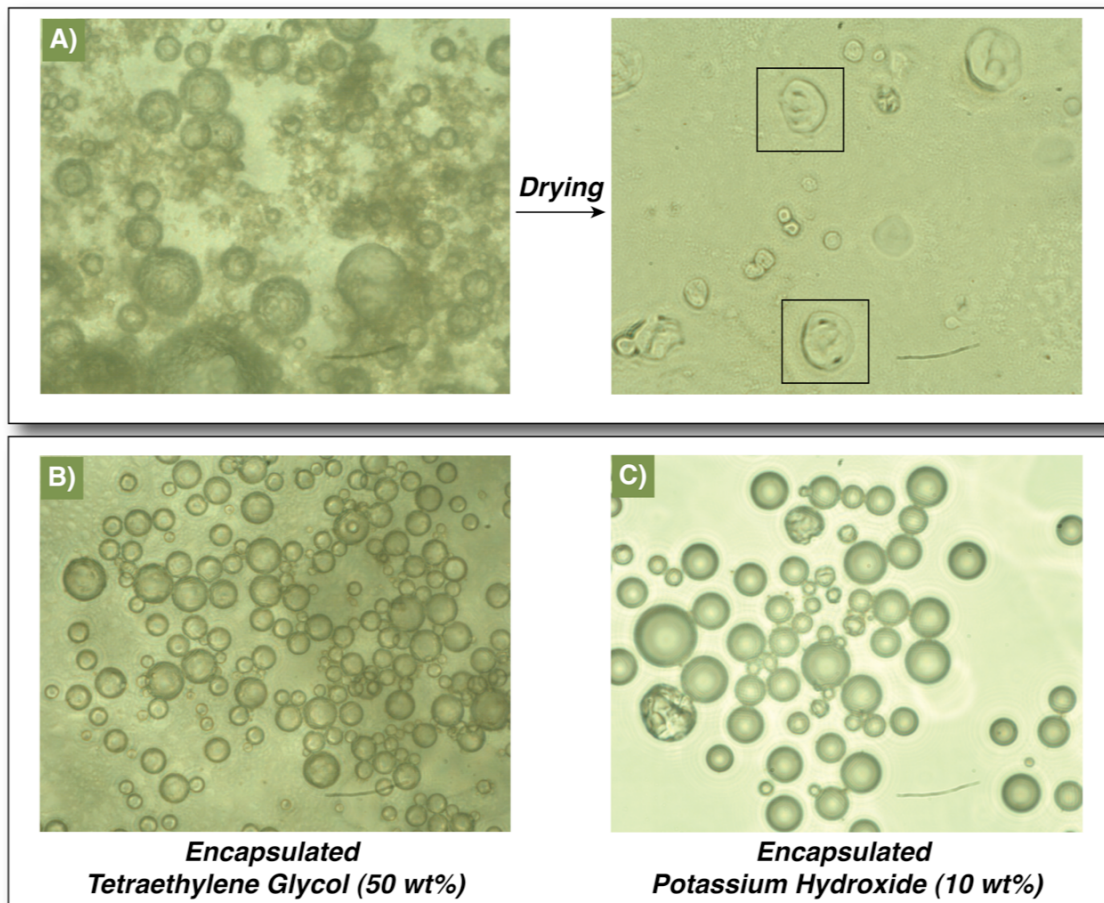 A)
Drying
B)
C)
Encapsulated
Tetraethylene Glycol (50 wt%)
Encapsulated
Potassium Hydroxide (10 wt%)